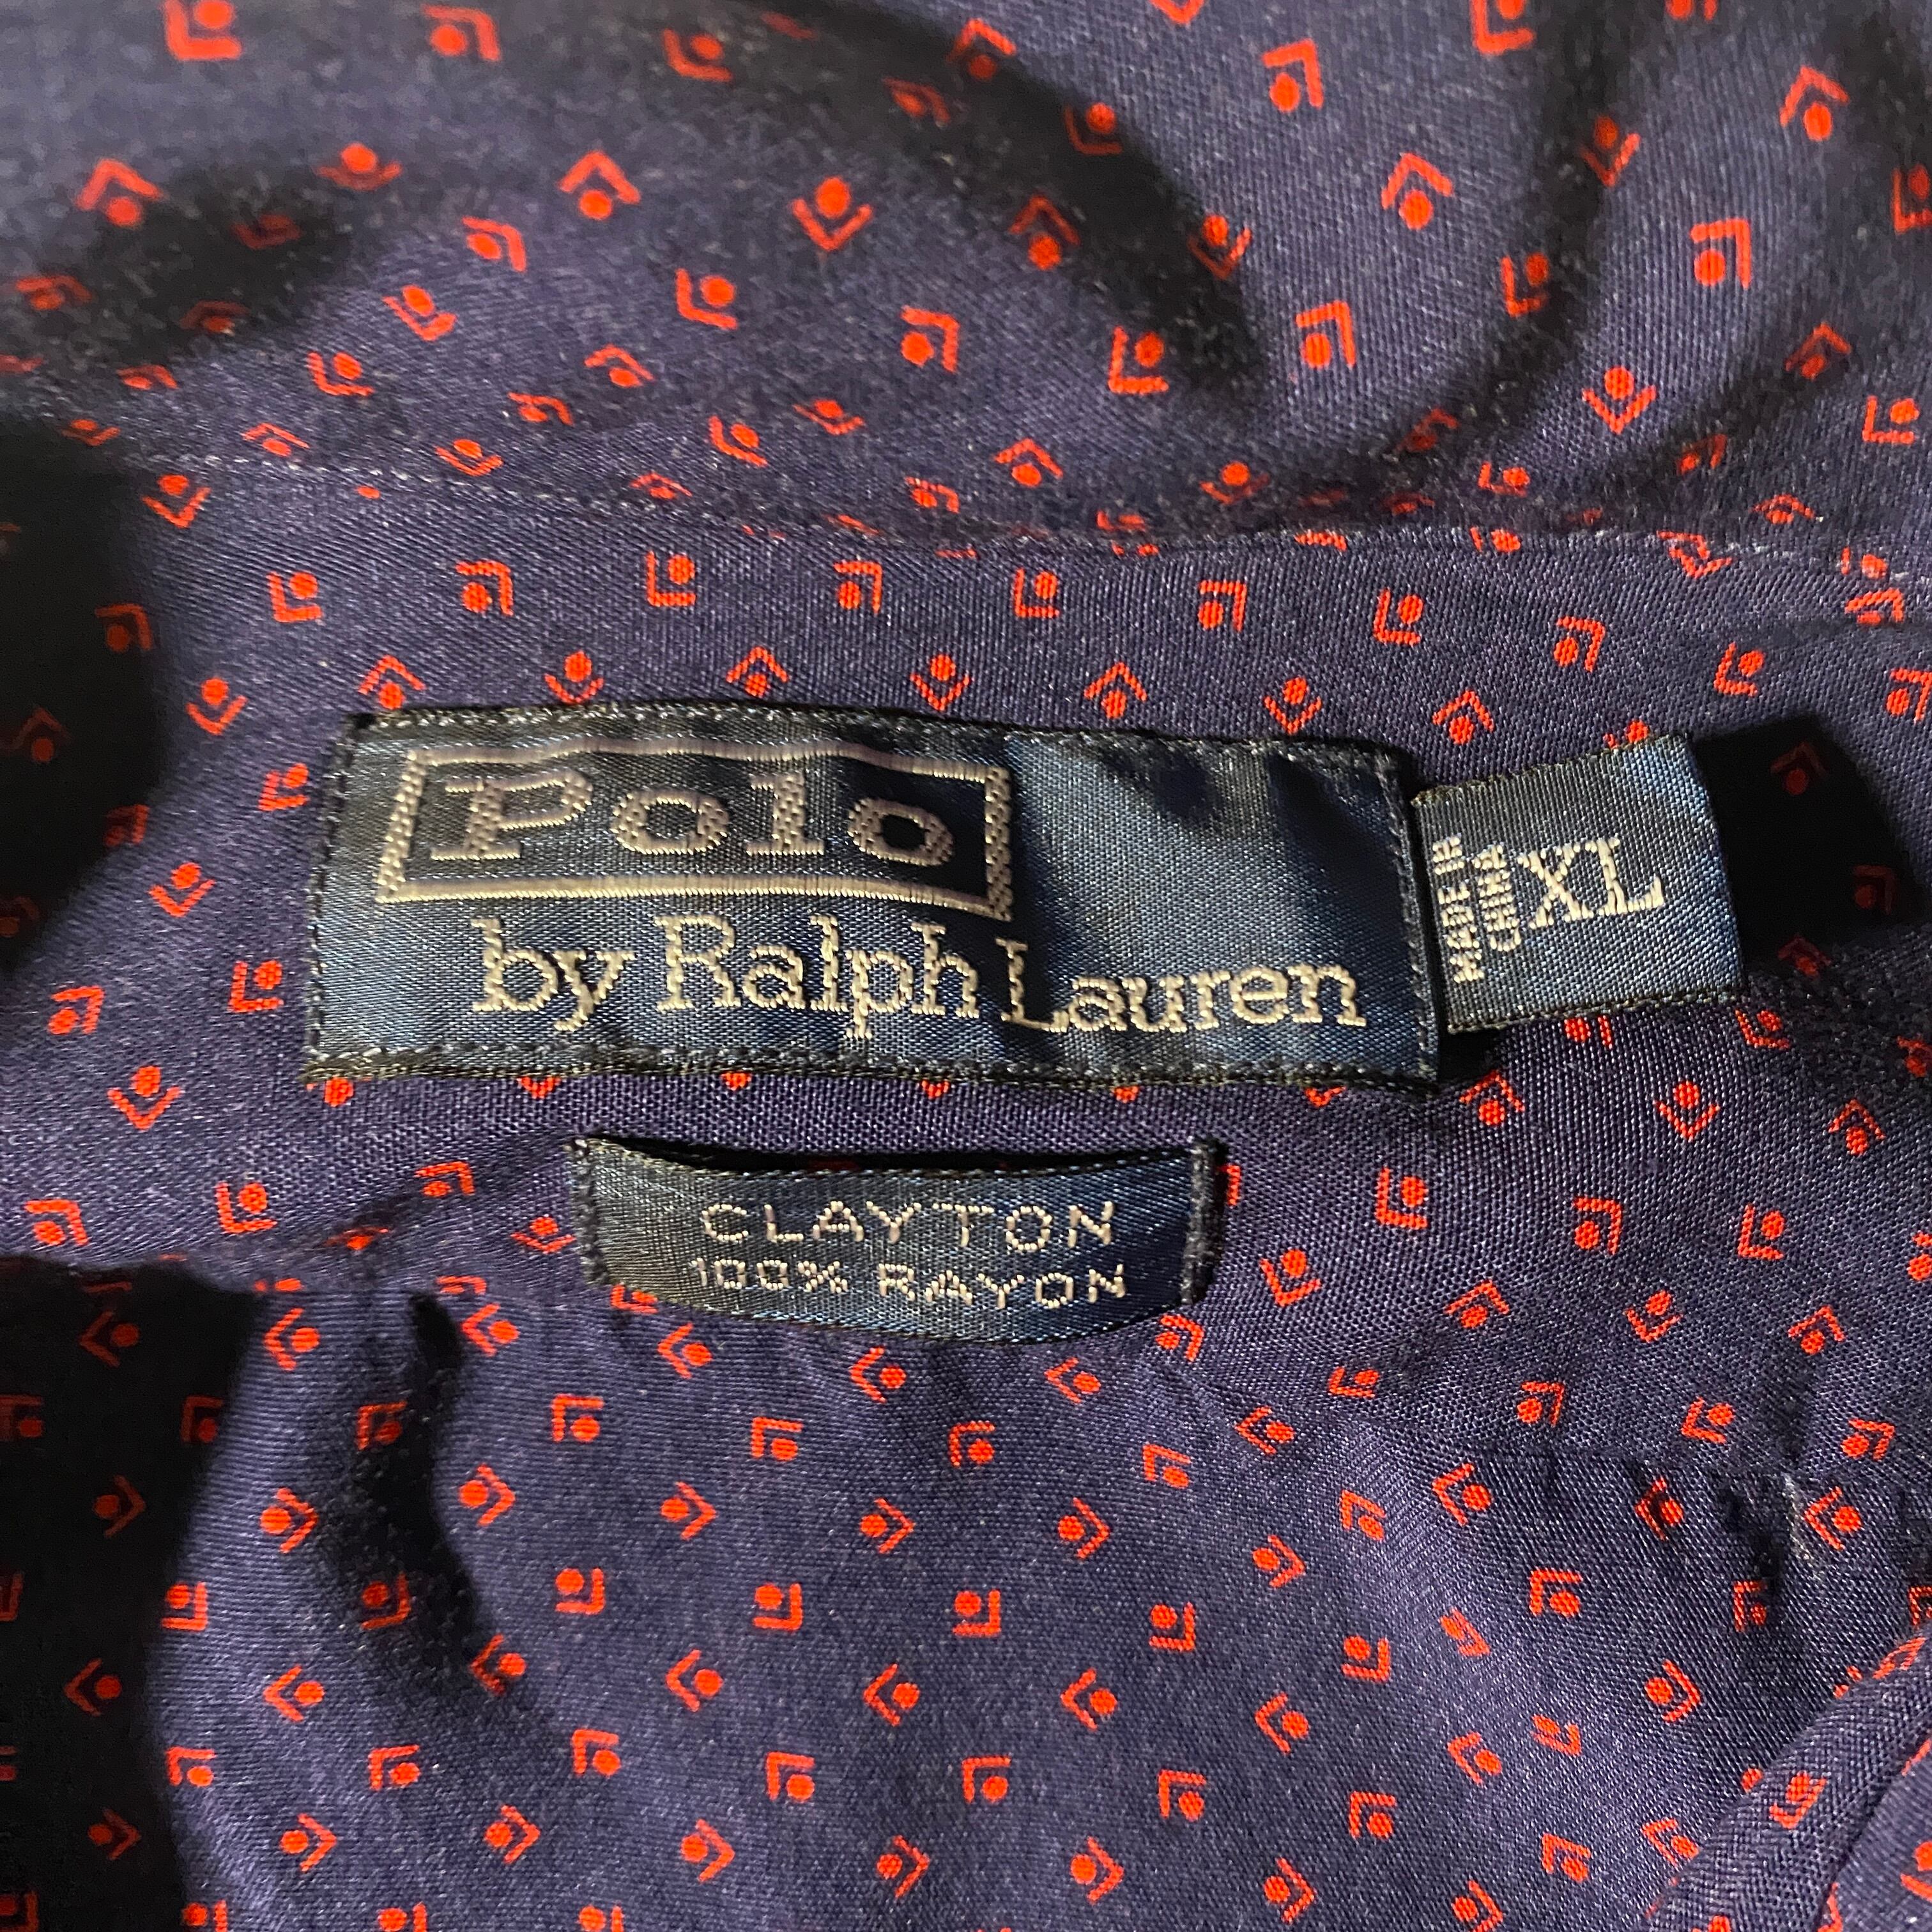 Polo
by Ralph Lauren
XL
MADE IN
CHINA
CLAYTON
100% RAYON